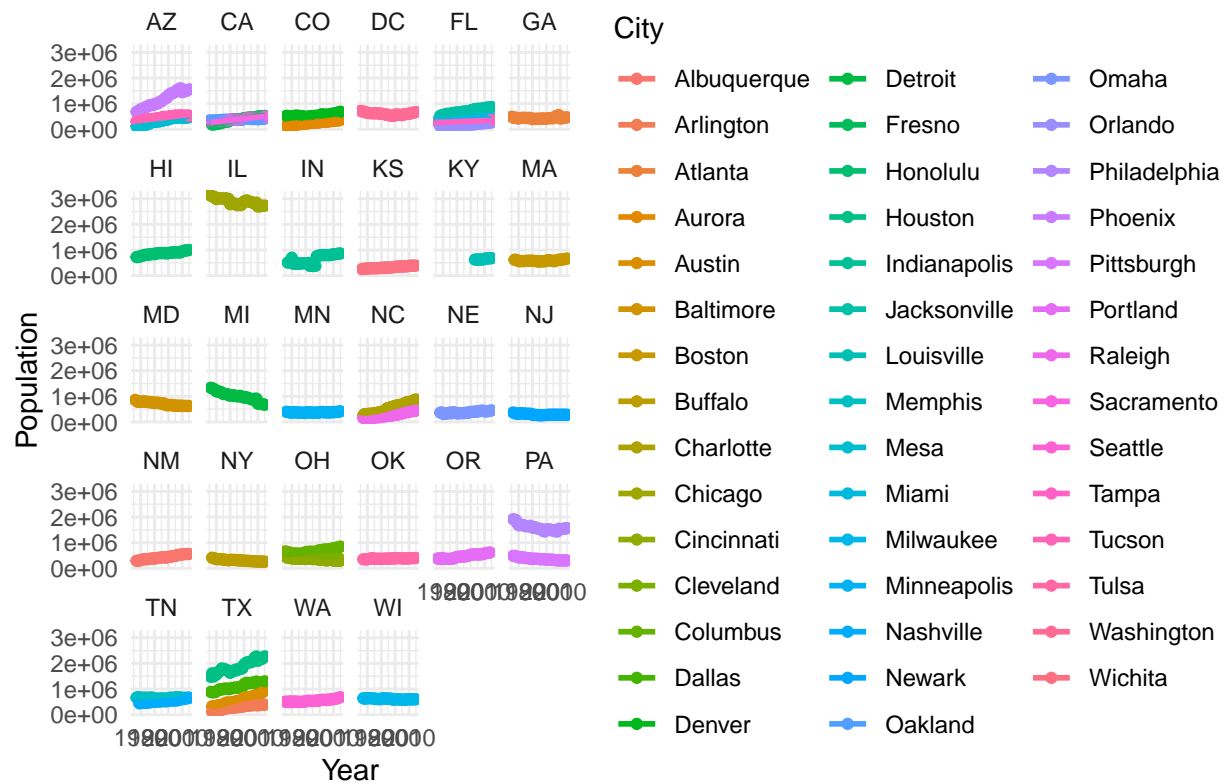 AZ CA CO DC FL GA
3e+06
2e+06
1e+06
0e+00
HI IL IN KS KY MA
3e+06
2e+06
1e+06
0e+00
MD MI MN NC NE NJ
3e+06
2e+06
1e+06
0e+00
NM NY OH OK OR PA
3e+06
2e+06
1e+06
0e+00
TN TX WA WI
3e+06
2e+06
1e+06
0e+00
Population
Year
City
Albuquerque
Arlington
Atlanta
Aurora
Austin
Baltimore
Boston
Buffalo
Charlotte
Chicago
Cincinnati
Cleveland
Columbus
Dallas
Denver
Detroit
Fresno
Honolulu
Houston
Indianapolis
Jacksonville
Louisville
Memphis
Mesa
Miami
Milwaukee
Minneapolis
Nashville
Newark
Oakland
Omaha
Orlando
Philadelphia
Phoenix
Pittsburgh
Portland
Raleigh
Sacramento
Seattle
Tampa
Tucson
Tulsa
Washington
Wichita